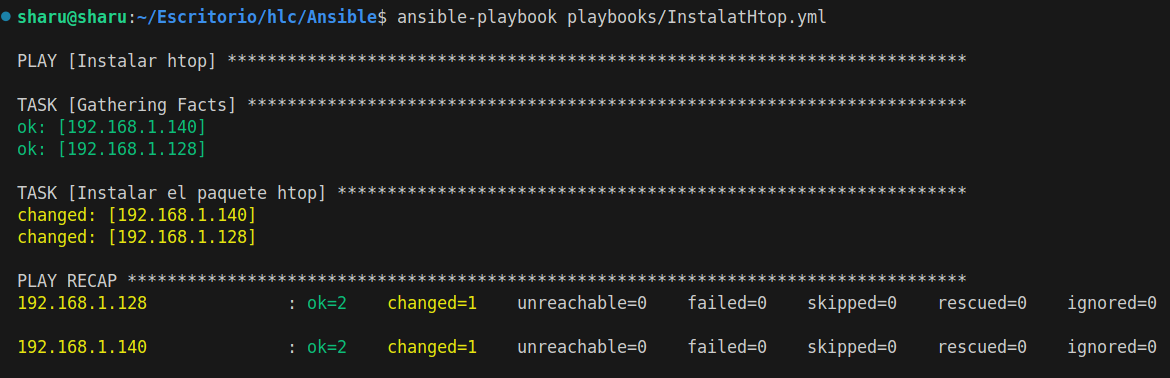 sharu@sharu:~/Escritorio/hlc/Ansible$ ansible-playbook playbooks/InstalatHtop.yml
PLAY [Instalar htop] **************************************************************************
TASK [Gathering Facts] ************************************************************************
ok: [192.168.1.140]
ok: [192.168.1.128]
TASK [Instalar el paquete htop] ***************************************************************
changed: [192.168.1.140]
changed: [192.168.1.128]
PLAY RECAP ************************************************************************************
192.168.1.128              : ok=2    changed=1    unreachable=0    failed=0    skipped=0    rescued=0    ignored=0
192.168.1.140              : ok=2    changed=1    unreachable=0    failed=0    skipped=0    rescued=0    ignored=0